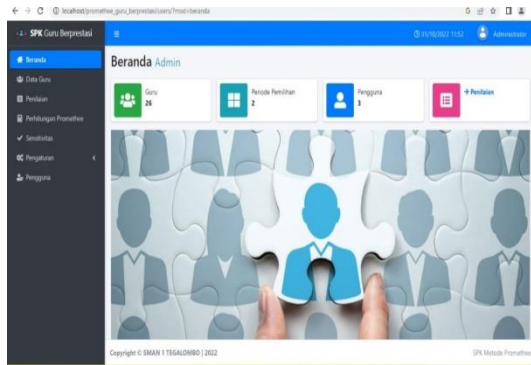 localhost/promethee_guru_berprestasi/users/?mod=beranda
SPK Guru Berprestasi
31/10/2022 11:52
Administrator
Beranda
Data Guru
Penilaian
Perhitungan Promethee
Sensitivitas
Pengaturan
Pengguna
Beranda Admin
Guru
26
Periode Pemilihan
2
Pengguna
3
Penilaian
Copyright © SMAN 1 TEGALOMBO | 2022
SPK Metode Promethee